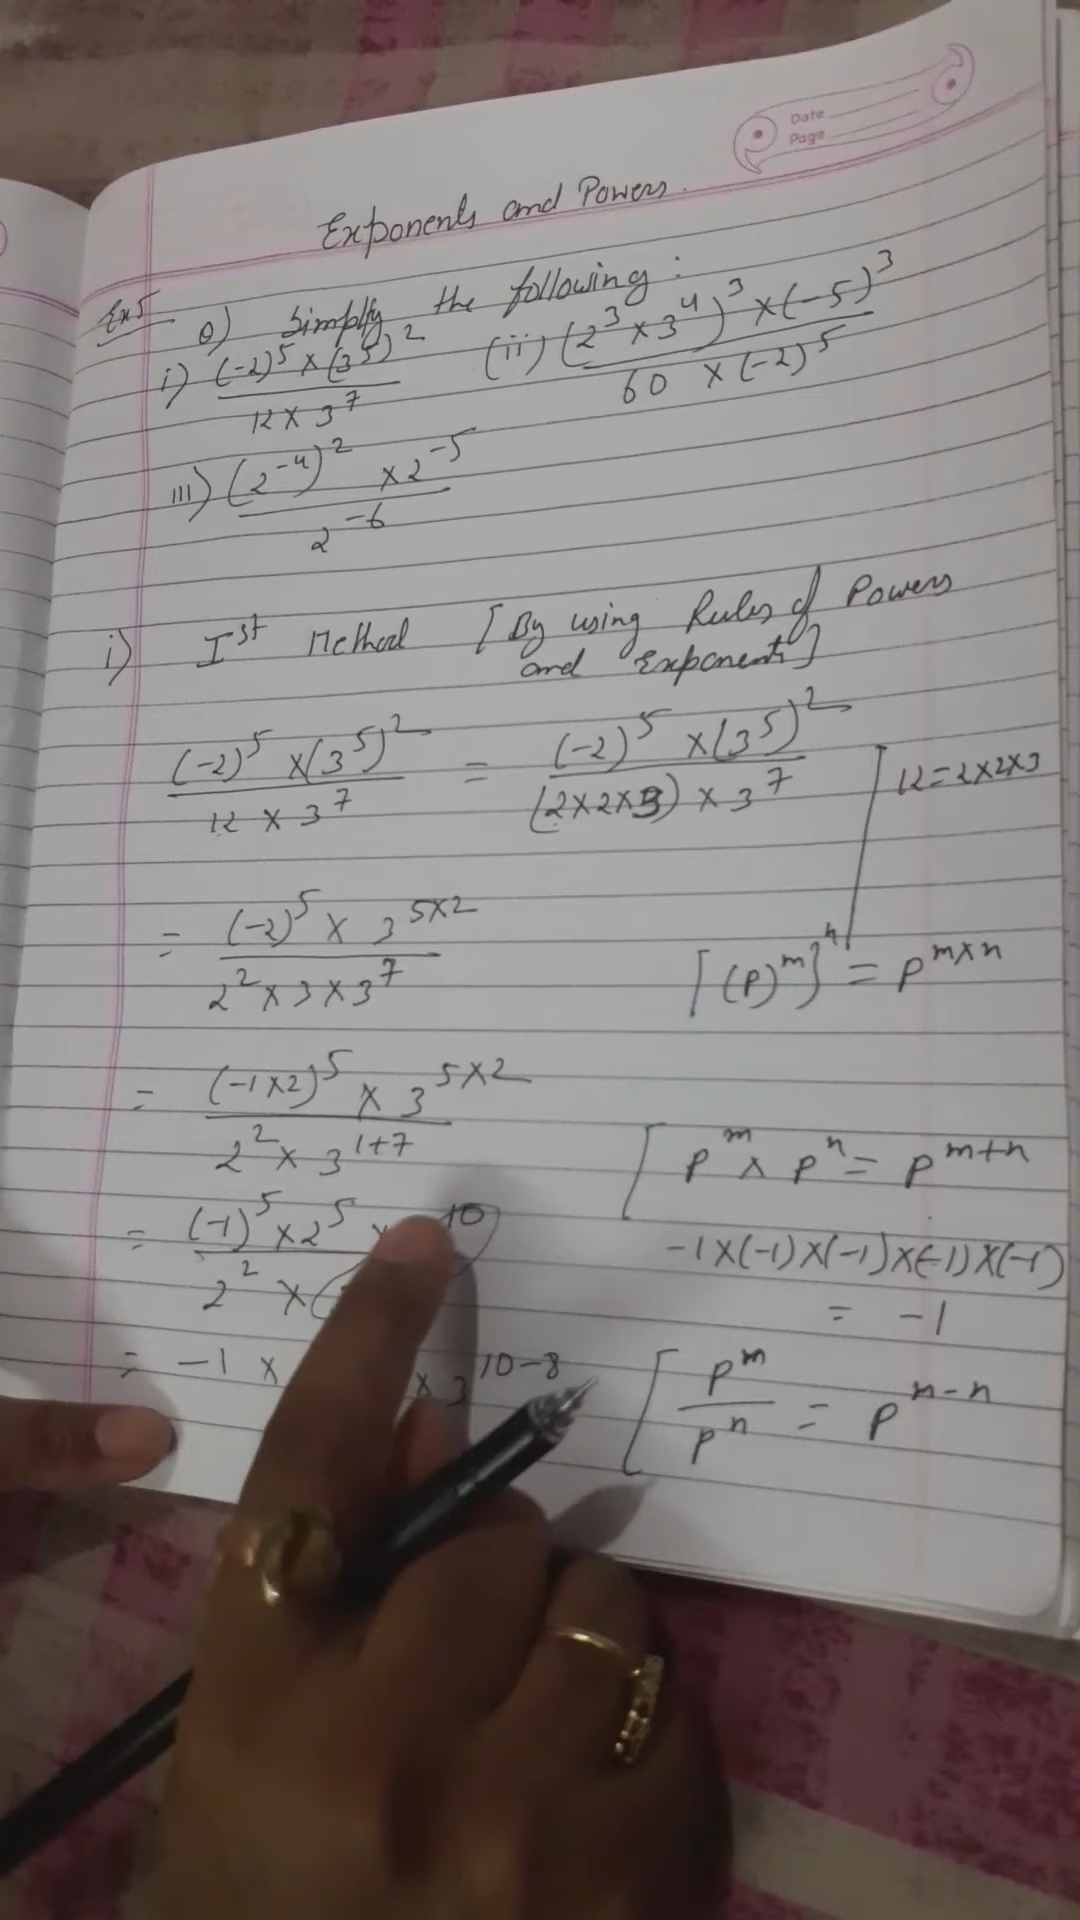 Date
Page
Exponents and Powers.
Ex 5 Q) Simplfy the following:
i) (-2)^5 × (3^5)^2 / 12 × 3^7 (ii) (2^3 × 3^4)^3 × (-5)^3 / 60 × (-2)^5
III) (2^-4)^2 × 2^-5 / 2^-6
i) Ist Method [By using Rules of Powers
and Exponents]
(-2)^5 × (3^5)^2 / 12 × 3^7 = (-2)^5 × (3^5)^2 / (2×2×3) × 3^7 [12 = 2×2×3
= (-2)^5 × 3^5×2 / 2^2 × 3 × 3^7 [(P)^m]^n = P^m×n
= (-1×2)^5 × 3^5×2 / 2^2 × 3^1+7 [P^m × P^n = P^m+n
= (-1)^5 × 2^5 × 10 / 2^2 × -1×(-1)×(-1)×(-1)×(-1)
= -1
= -1 × × 3^10-8 [P^m / P^n = P^n-n